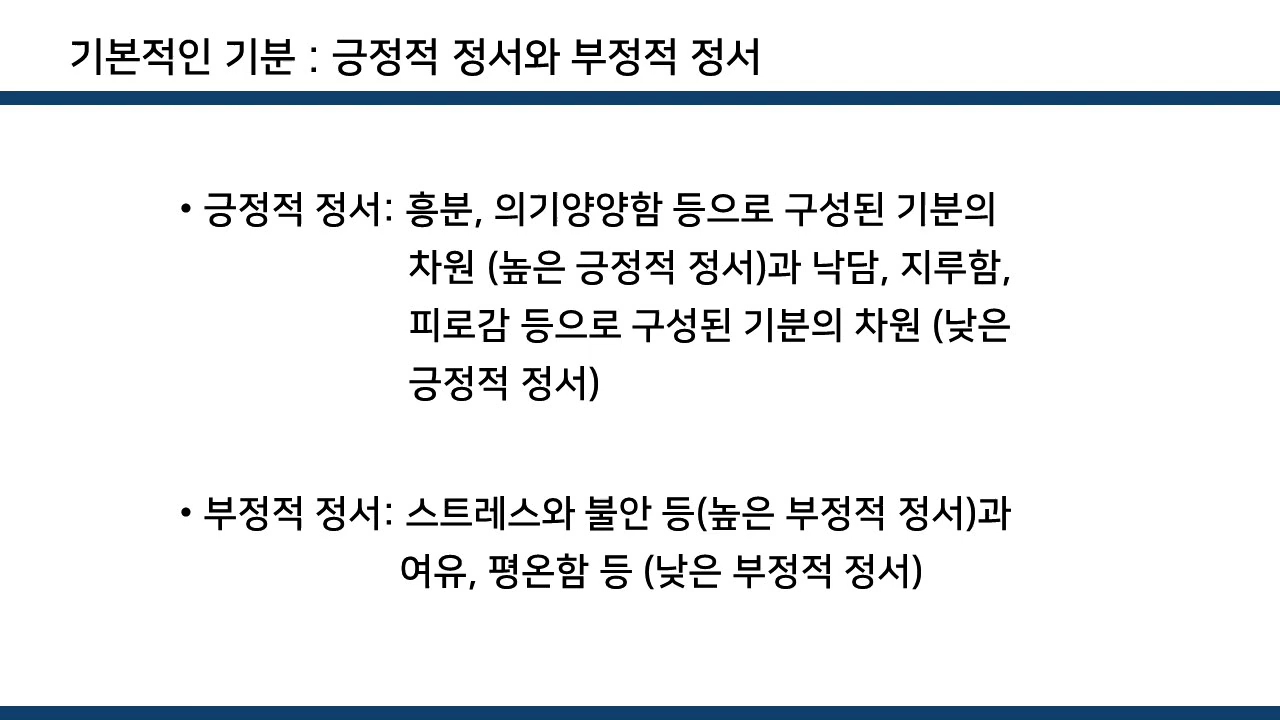 기본적인 기분 : 긍정적 정서와 부정적 정서
• 긍정적 정서: 흥분, 의기양양함 등으로 구성된 기분의
차원 (높은 긍정적 정서)과 낙담, 지루함,
피로감 등으로 구성된 기분의 차원 (낮은
긍정적 정서)
• 부정적 정서: 스트레스와 불안 등(높은 부정적 정서)과
여유, 평온함 등 (낮은 부정적 정서)